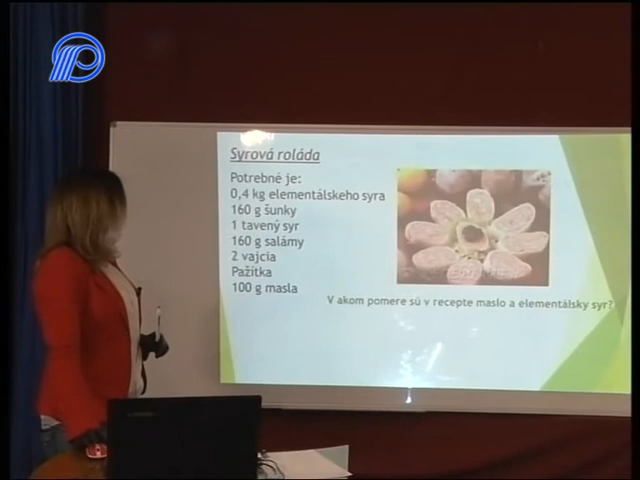 Syrová roláda
Potrebné je:
0,4 kg elementálskeho syra
160 g šunky
1 tavený syr
160 g salámy
2 vajcia
Pažítka
100 g masla
V akom pomere sú v recepte maslo a elementálsky syr?